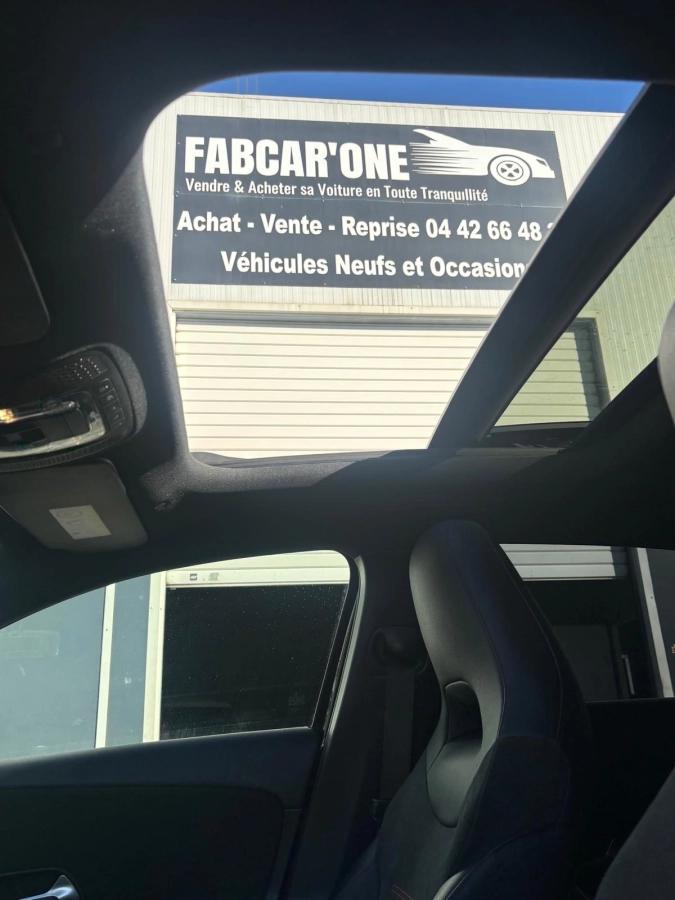 FABCAR'ONE
Vendre & Acheter sa Voiture en Toute Tranquillité
Achat - Vente - Reprise 04 42 66 48
Véhicules Neufs et Occasion